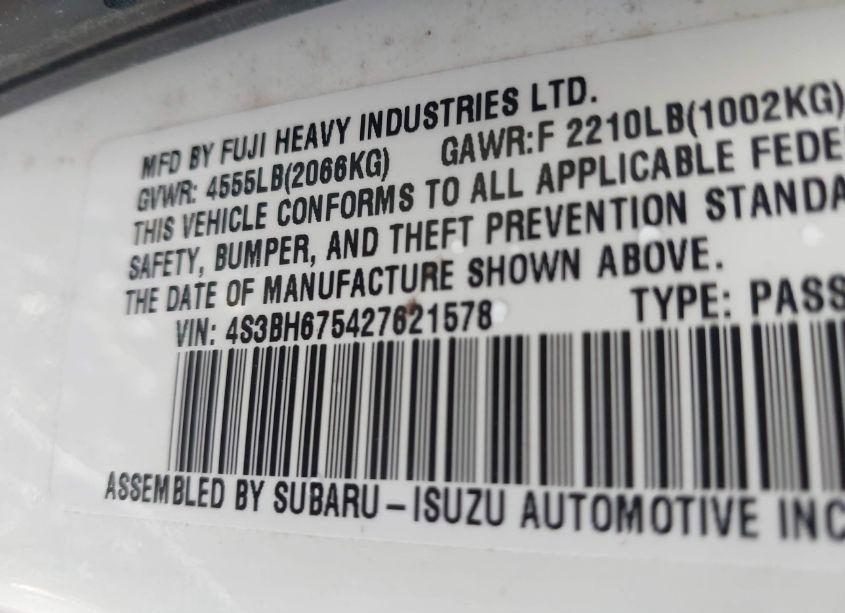 MFD BY FUJI HEAVY INDUSTRIES LTD.
GVWR: 4555LB(2066KG) GAWR:F 2210LB(1002KG)
THIS VEHICLE CONFORMS TO ALL APPLICABLE FEDE
SAFETY, BUMPER, AND THEFT PREVENTION STANDA
THE DATE OF MANUFACTURE SHOWN ABOVE.
VIN: 4S3BH675427621578 TYPE: PASS
ASSEMBLED BY SUBARU-ISUZU AUTOMOTIVE INC